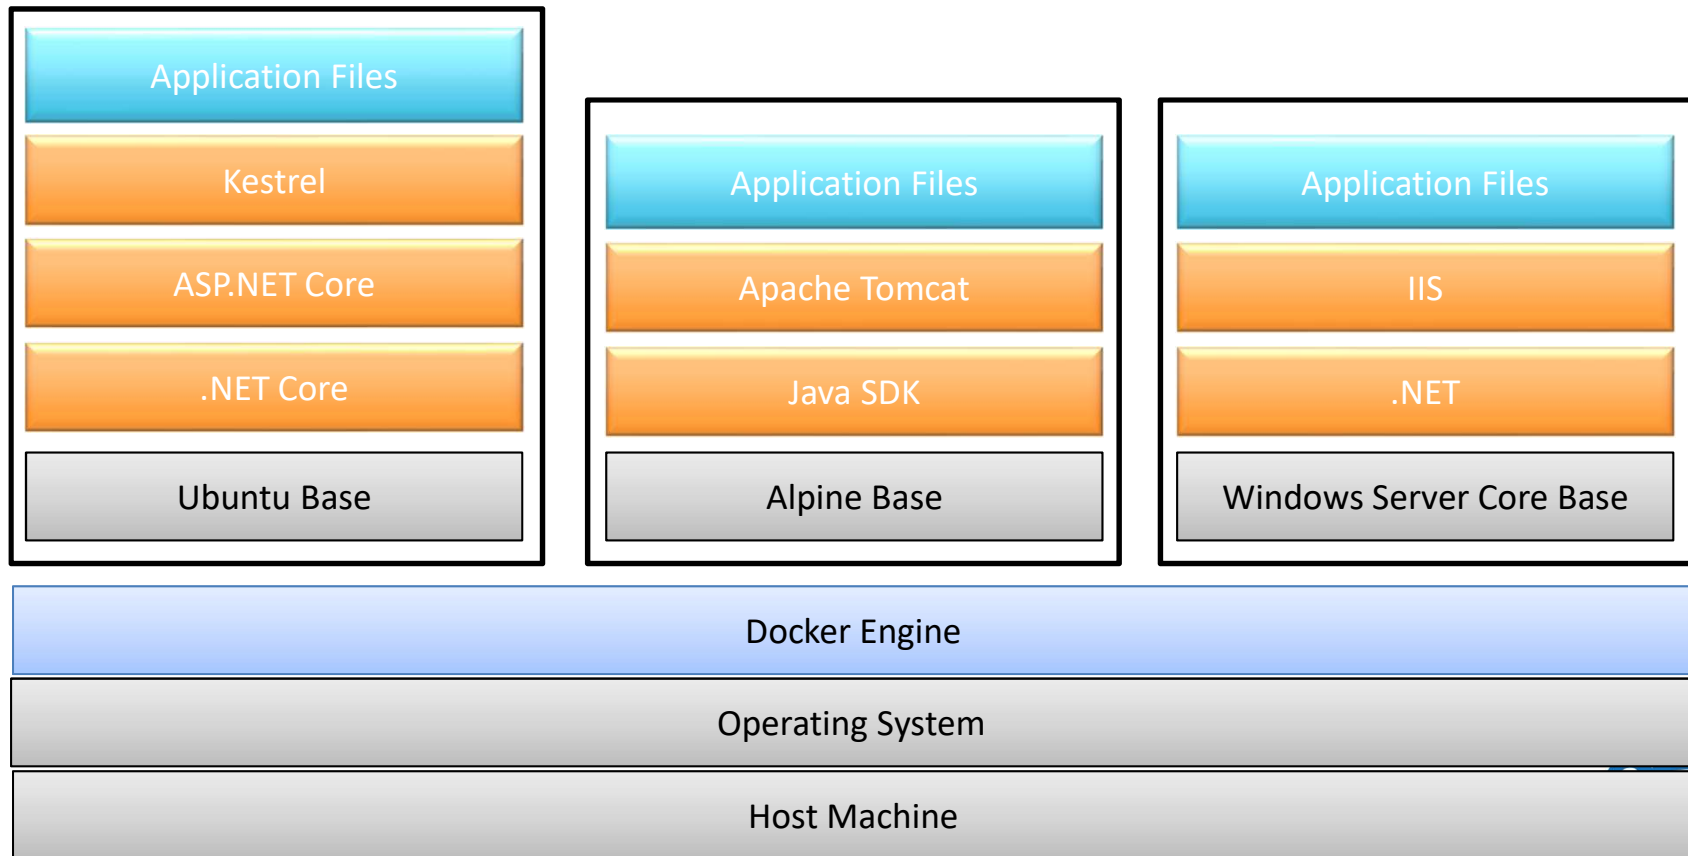 Application Files
Kestrel
ASP.NET Core
.NET Core
Ubuntu Base
Application Files
Apache Tomcat
Java SDK
Alpine Base
Application Files
IIS
.NET
Windows Server Core Base
Docker Engine
Operating System
Host Machine